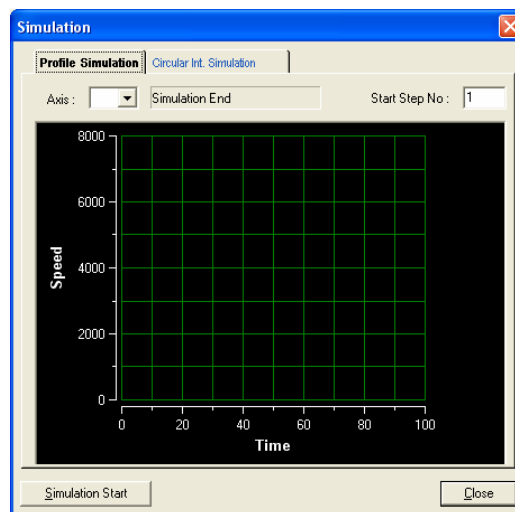 Simulation
Profile Simulation Circular Int. Simulation
Axis : Simulation End Start Step No : 1
8000
6000
4000
2000
0
Speed
0 20 40 60 80 100
Time
Simulation Start Close